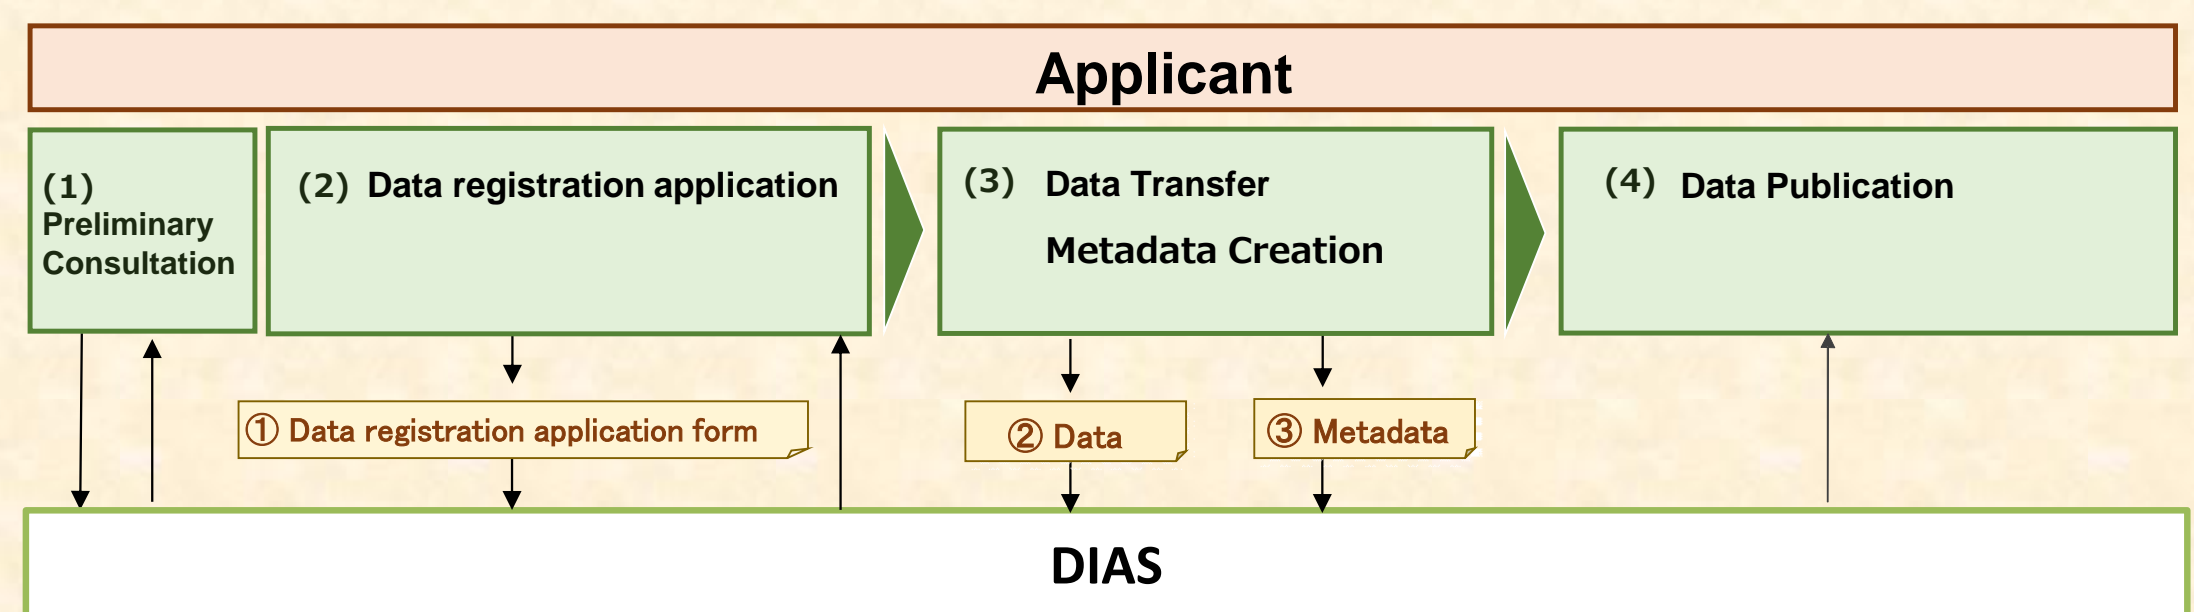 Applicant
(1)
Preliminary
Consultation
(2) Data registration application
(3) Data Transfer
Metadata Creation
(4) Data Publication
① Data registration application form
② Data
③ Metadata
DIAS